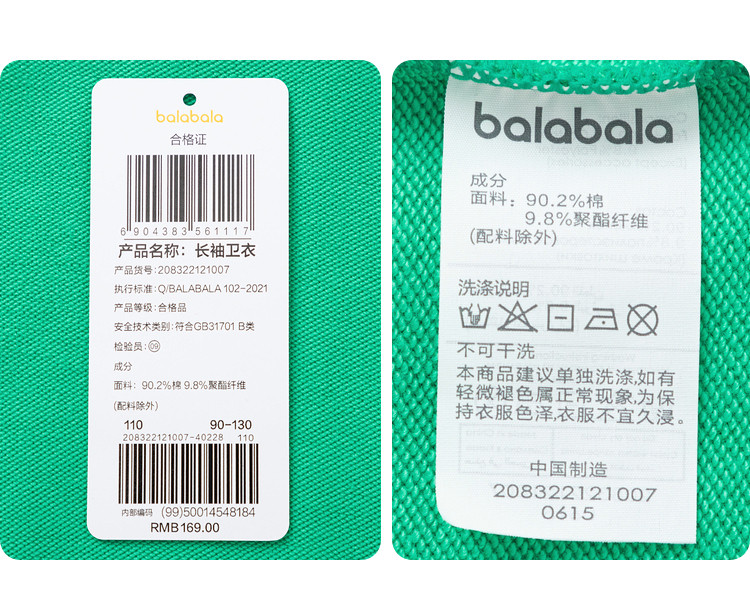 balabala
合格证
6 904383 561117
产品名称：长袖卫衣
产品货号：208322121007
执行标准：Q/BALABALA 102-2021
产品等级：合格品
安全技术类别：符合GB31701 B类
检验员：09
成分
面料：90.2%棉 9.8%聚酯纤维
(配料除外)
110 90-130
208322121007-40228 110
内部编码 (99)50014548184
RMB169.00
balabala
成分
面料：90.2%棉
9.8%聚酯纤维
(配料除外)
洗涤说明
不可干洗
本商品建议单独洗涤,如有
轻微褪色属正常现象,为保
持衣服色泽,衣服不宜久浸。
中国制造
208322121007
0615